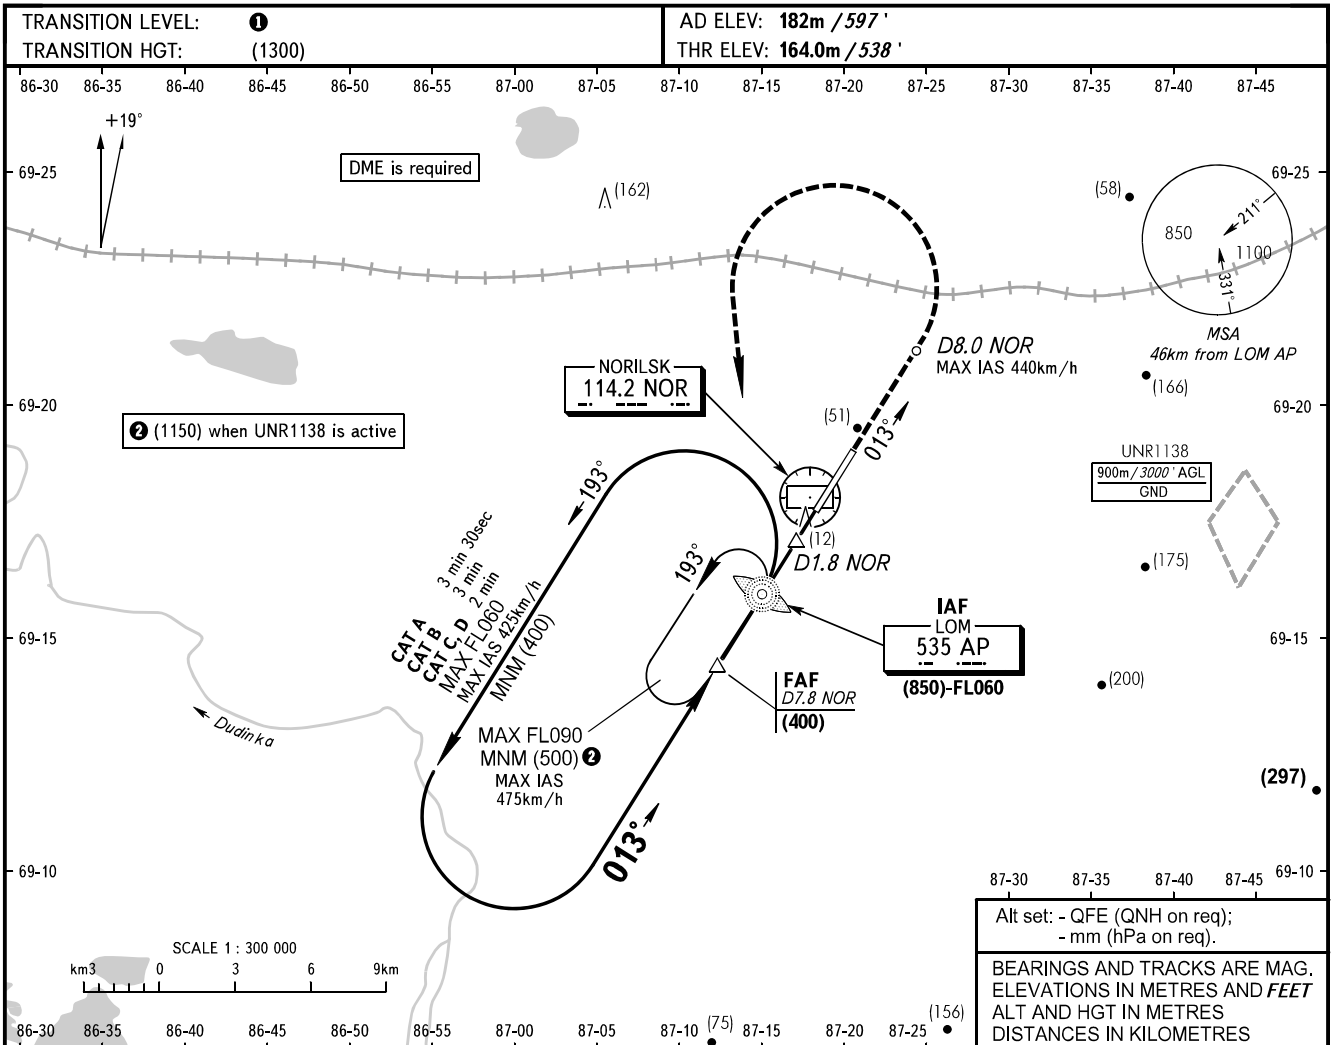 TRANSITION LEVEL: ❶
TRANSITION HGT: (1300)
AD ELEV: 182m / 597 '
THR ELEV: 164.0m / 538 '
86-30 86-35 86-40 86-45 86-50 86-55 87-00 87-05 87-10 87-15 87-20 87-25 87-30 87-35 87-40 87-45
+19°
DME is required
69-25
69-25
(162)
(58)
850
211°
1100
331°
MSA
46km from LOM AP
D8.0 NOR
MAX IAS 440km/h
NORILSK
114.2 NOR
(166)
69-20
69-20
❷ (1150) when UNR1138 is active
(51)
013°
UNR1138
900m/3000 ' AGL
GND
193°
(12)
D1.8 NOR
193°
(175)
CAT A 3 min 30sec
CAT B 3 min
CAT C, D 2 min
MAX FL060
MAX IAS 425km/h
MNM (400)
IAF
LOM
535 AP
(850)-FL060
69-15
69-15
FAF
D7.8 NOR
(400)
(200)
Dudinka
MAX FL090
MNM (500) ❷
MAX IAS
475km/h
(297)
013°
69-10
69-10
87-30 87-35 87-40 87-45
Alt set: - QFE (QNH on req);
- mm (hPa on req).
SCALE 1 : 300 000
km3 0 3 6 9km
BEARINGS AND TRACKS ARE MAG.
ELEVATIONS IN METRES AND FEET
ALT AND HGT IN METRES
DISTANCES IN KILOMETRES
(75)
(156)
86-30 86-35 86-40 86-45 86-50 86-55 87-00 87-05 87-10 87-15 87-20 87-25